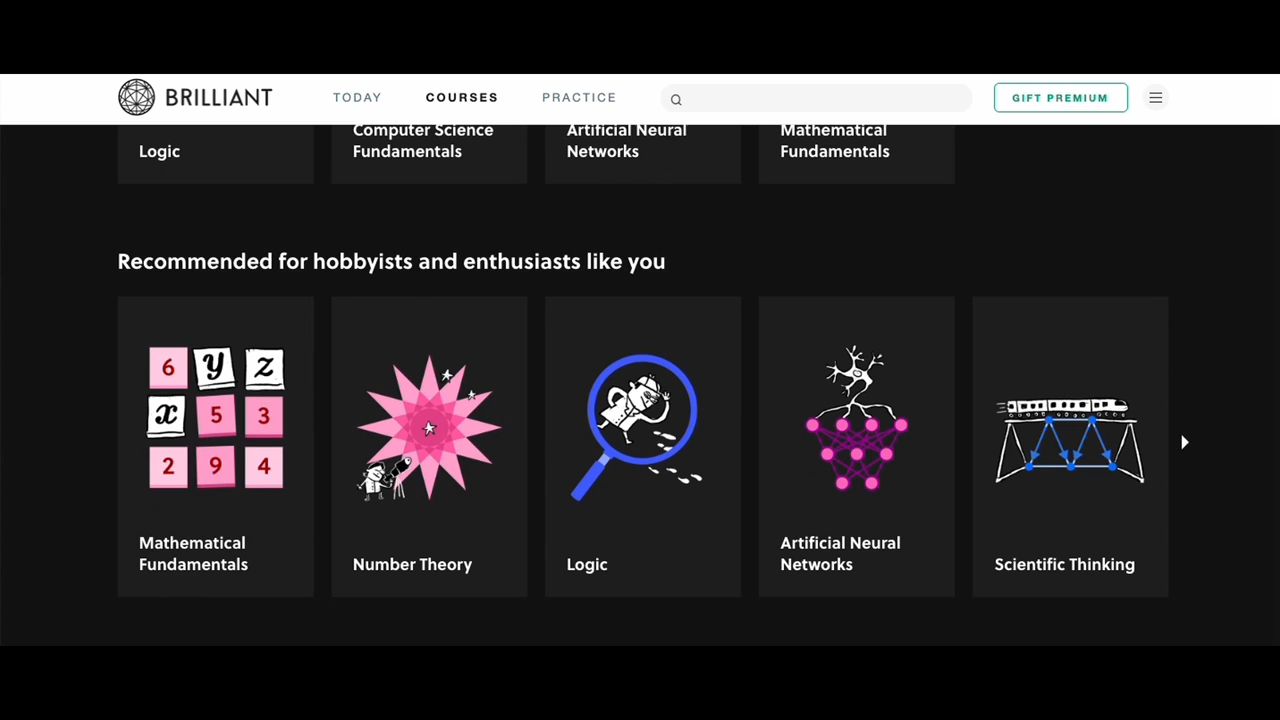 BRILLIANT
TODAY
COURSES
PRACTICE
GIFT PREMIUM
Logic
Computer Science
Fundamentals
Artificial Neural
Networks
Mathematical
Fundamentals
Recommended for hobbyists and enthusiasts like you
6 y z
x 5 3
2 9 4
Mathematical
Fundamentals
Number Theory
Logic
Artificial Neural
Networks
Scientific Thinking